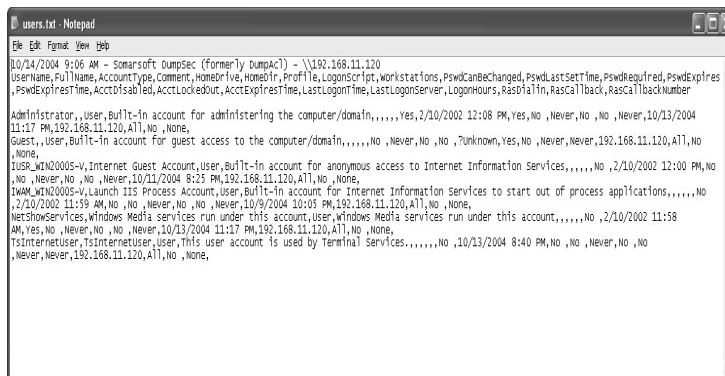 users.txt - Notepad
File Edit Format View Help
10/14/2004 9:06 AM - Somarsoft DumpSec (formerly DumpAcl) - \\192.168.11.120
UserName,FullName,AccountType,Comment,HomeDrive,HomeDir,Profile,LogonScript,Workstations,PswdCanBeChanged,PswdLastSetTime,PswdRequired,PswdExpires
,PswdExpiresTime,AcctDisabled,AcctLockedOut,AcctExpiresTime,LastLogonTime,LastLogonServer,LogonHours,RasDialin,RasCallback,RasCallbackNumber
Administrator,,User,Built-in account for administering the computer/domain,,,,,,Yes,2/10/2002 12:08 PM,Yes,No ,Never,No ,No ,Never,10/13/2004
11:17 PM,192.168.11.120,All,No ,None,
Guest,,User,Built-in account for guest access to the computer/domain,,,,,,No ,Never,No ,No ,?Unknown,Yes,No ,Never,Never,192.168.11.120,All,No
,None,
IUSR_WIN2000S-V,Internet Guest Account,User,Built-in account for anonymous access to Internet Information Services,,,,,,No ,2/10/2002 12:00 PM,No
,No ,Never,No ,No ,Never,10/11/2004 8:25 PM,192.168.11.120,All,No ,None,
IWAM_WIN2000S-V,Launch IIS Process Account,User,Built-in account for Internet Information Services to start out of process applications,,,,,,No
,2/10/2002 11:59 AM,No ,No ,Never,No ,No ,Never,10/9/2004 10:05 PM,192.168.11.120,All,No ,None,
NetShowServices,Windows Media services run under this account,User,Windows Media services run under this account,,,,,,No ,2/10/2002 11:58
AM,Yes,No ,Never,No ,No ,Never,10/13/2004 11:17 PM,192.168.11.120,All,No ,None,
TsInternetUser,TsInternetUser,User,This user account is used by Terminal Services.,,,,,,No ,10/13/2004 8:40 PM,No ,No ,Never,No ,No
,Never,Never,192.168.11.120,All,No ,None,